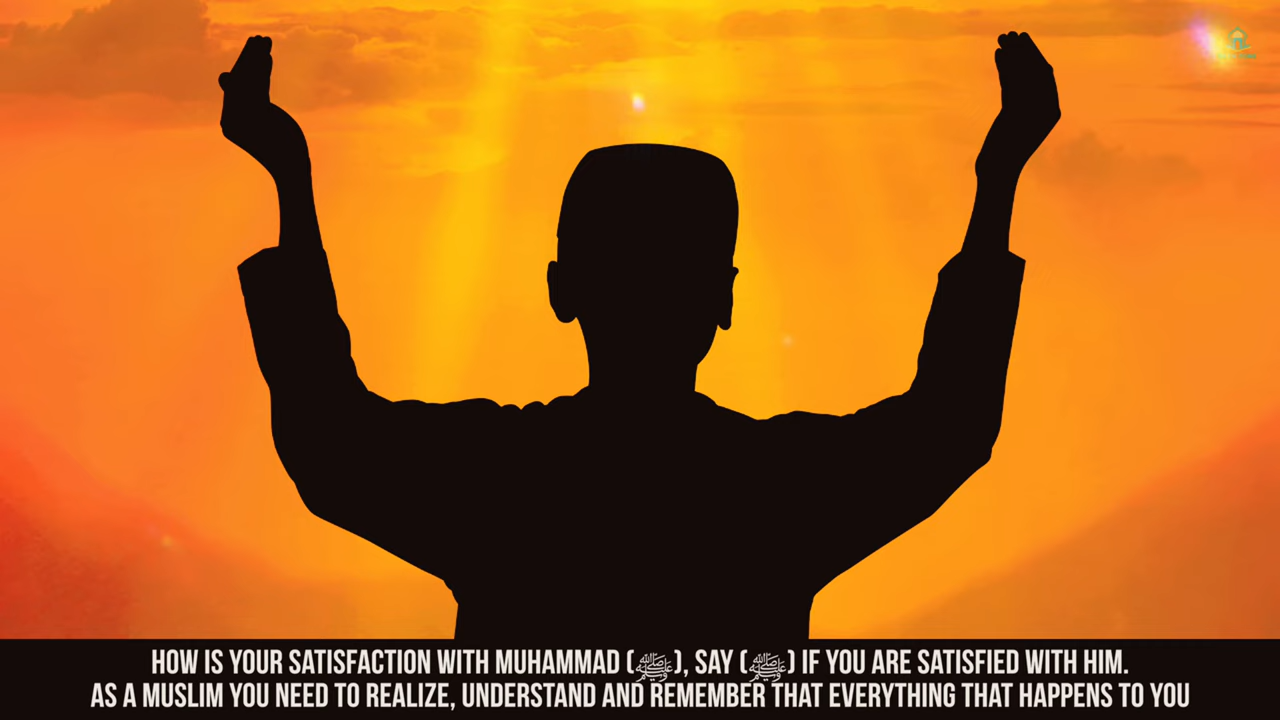 HOW IS YOUR SATISFACTION WITH MUHAMMAD (ﷺ), SAY (ﷺ) IF YOU ARE SATISFIED WITH HIM.
AS A MUSLIM YOU NEED TO REALIZE, UNDERSTAND AND REMEMBER THAT EVERYTHING THAT HAPPENS TO YOU